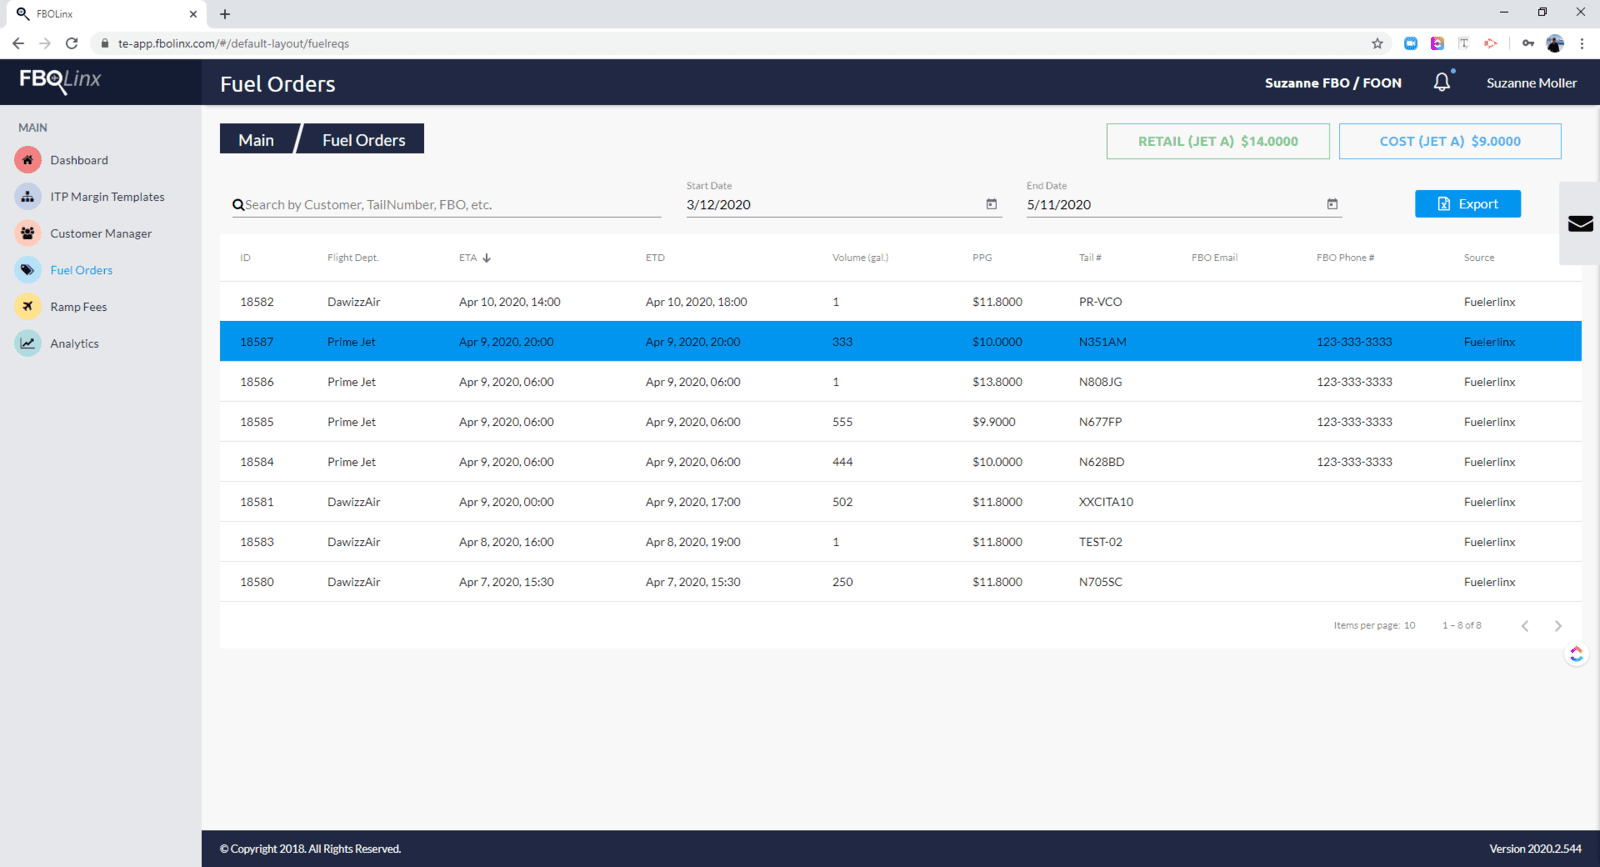 FBOLinx
te-app.fbolinx.com/#/default-layout/fuelreqs
FBOLinx
Fuel Orders
Suzanne FBO / FOON
Suzanne Moller
MAIN
Dashboard
ITP Margin Templates
Customer Manager
Fuel Orders
Ramp Fees
Analytics
Main
Fuel Orders
RETAIL (JET A) $14.0000
COST (JET A) $9.0000
Search by Customer, TailNumber, FBO, etc.
Start Date
3/12/2020
End Date
5/11/2020
Export
ID Flight Dept. ETA ETD Volume (gal.) PPG Tail # FBO Email FBO Phone # Source
18582 DawizzAir Apr 10, 2020, 14:00 Apr 10, 2020, 18:00 1 $11.8000 PR-VCO Fuelerlinx
18587 Prime Jet Apr 9, 2020, 20:00 Apr 9, 2020, 20:00 333 $10.0000 N351AM 123-333-3333 Fuelerlinx
18586 Prime Jet Apr 9, 2020, 06:00 Apr 9, 2020, 06:00 1 $13.8000 N808JG 123-333-3333 Fuelerlinx
18585 Prime Jet Apr 9, 2020, 06:00 Apr 9, 2020, 06:00 555 $9.9000 N677FP 123-333-3333 Fuelerlinx
18584 Prime Jet Apr 9, 2020, 06:00 Apr 9, 2020, 06:00 444 $10.0000 N628BD 123-333-3333 Fuelerlinx
18581 DawizzAir Apr 9, 2020, 00:00 Apr 9, 2020, 17:00 502 $11.8000 XXCITA10 Fuelerlinx
18583 DawizzAir Apr 8, 2020, 16:00 Apr 8, 2020, 19:00 1 $11.8000 TEST-02 Fuelerlinx
18580 DawizzAir Apr 7, 2020, 15:30 Apr 7, 2020, 15:30 250 $11.8000 N705SC Fuelerlinx
Items per page: 10 1 – 8 of 8
© Copyright 2018. All Rights Reserved.
Version 2020.2.544